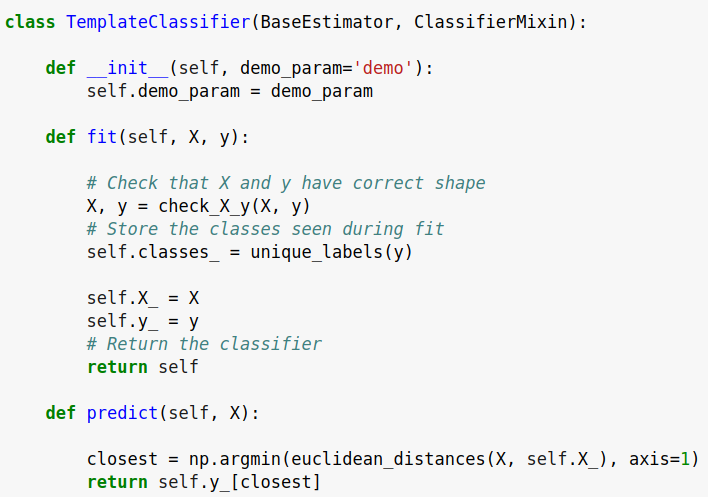 class TemplateClassifier(BaseEstimator, ClassifierMixin):
    def __init__(self, demo_param='demo'):
        self.demo_param = demo_param
    def fit(self, X, y):
        # Check that X and y have correct shape
        X, y = check_X_y(X, y)
        # Store the classes seen during fit
        self.classes_ = unique_labels(y)
        self.X_ = X
        self.y_ = y
        # Return the classifier
        return self
    def predict(self, X):
        closest = np.argmin(euclidean_distances(X, self.X_), axis=1)
        return self.y_[closest]